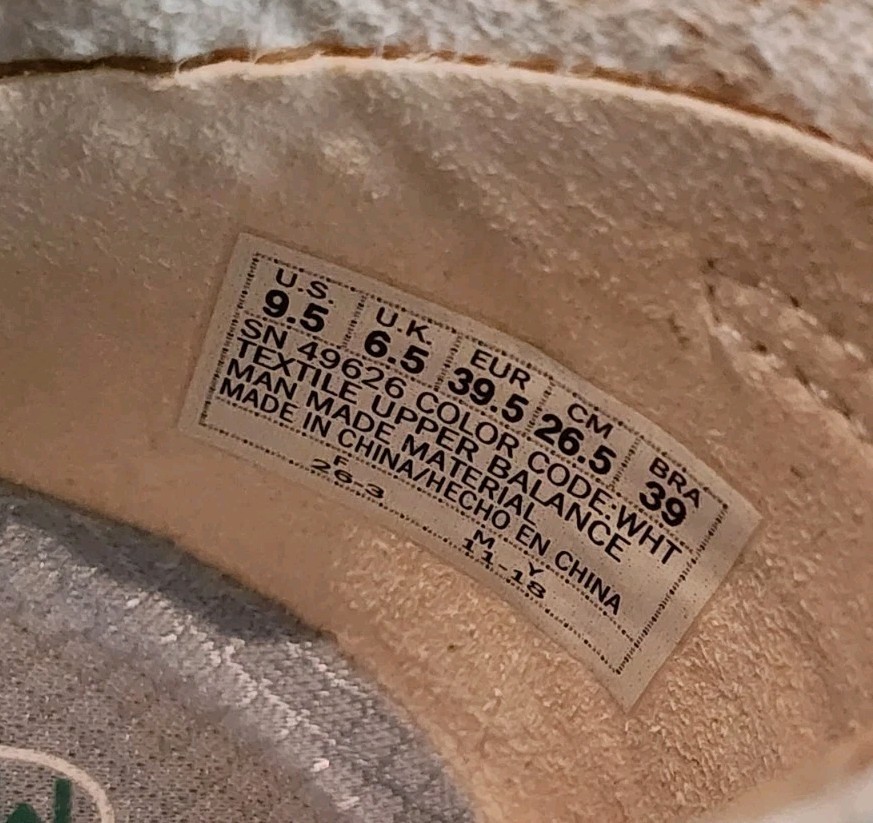 U.S. U.K. EUR CM BRA
9.5 6.5 39.5 26.5 39
SN 49626 COLOR CODE:WHT
TEXTILE UPPER BALANCE
MAN MADE MATERIAL
MADE IN CHINA/HECHO EN CHINA
F M Y
26-3 11-18